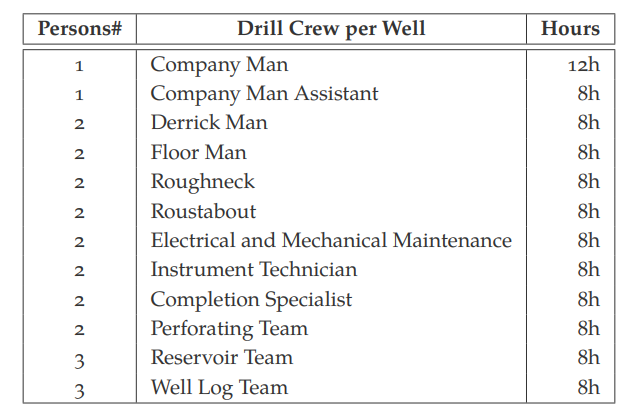 Persons# Drill Crew per Well Hours
1 Company Man 12h
1 Company Man Assistant 8h
2 Derrick Man 8h
2 Floor Man 8h
2 Roughneck 8h
2 Roustabout 8h
2 Electrical and Mechanical Maintenance 8h
2 Instrument Technician 8h
2 Completion Specialist 8h
2 Perforating Team 8h
3 Reservoir Team 8h
3 Well Log Team 8h